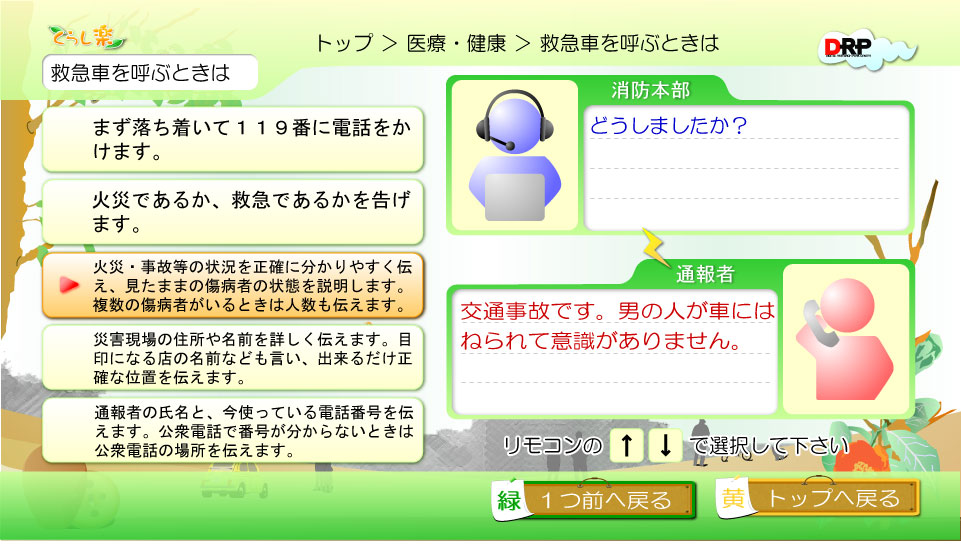 どうし楽
トップ ＞ 医療・健康 ＞ 救急車を呼ぶときは
DRP
救急車を呼ぶときは
まず落ち着いて１１９番に電話をか
けます。
火災であるか、救急であるかを告げ
ます。
火災・事故等の状況を正確に分かりやすく伝
え、見たままの傷病者の状態を説明します。
複数の傷病者がいるときは人数も伝えます。
災害現場の住所や名前を詳しく伝えます。目
印になる店の名前なども言い、出来るだけ正
確な位置を伝えます。
通報者の氏名と、今使っている電話番号を伝
えます。公衆電話で番号が分からないときは
公衆電話の場所を伝えます。
消防本部
どうしましたか？
通報者
交通事故です。男の人が車には
ねられて意識がありません。
リモコンの ↑ ↓ で選択して下さい
緑 １つ前へ戻る
黄 トップへ戻る